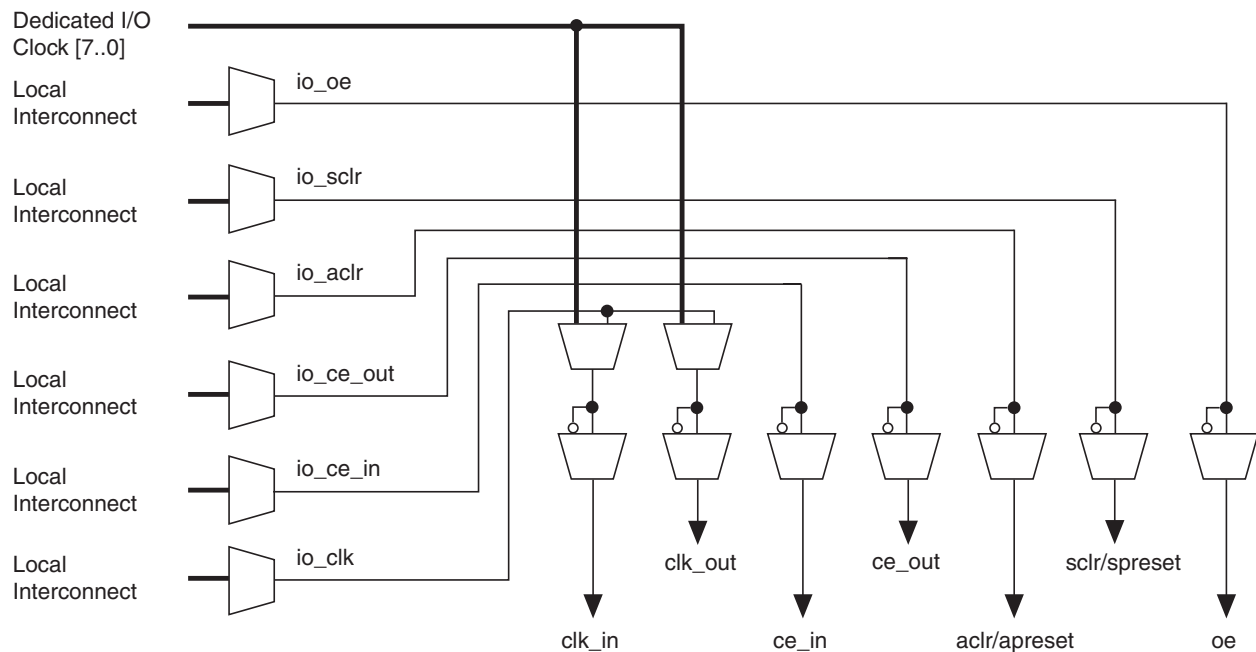 Dedicated I/O
Clock [7..0]
Local
Interconnect
io_oe
Local
Interconnect
io_sclr
Local
Interconnect
io_aclr
Local
Interconnect
io_ce_out
Local
Interconnect
io_ce_in
Local
Interconnect
io_clk
clk_out
ce_out
sclr/spreset
clk_in
ce_in
aclr/apreset
oe